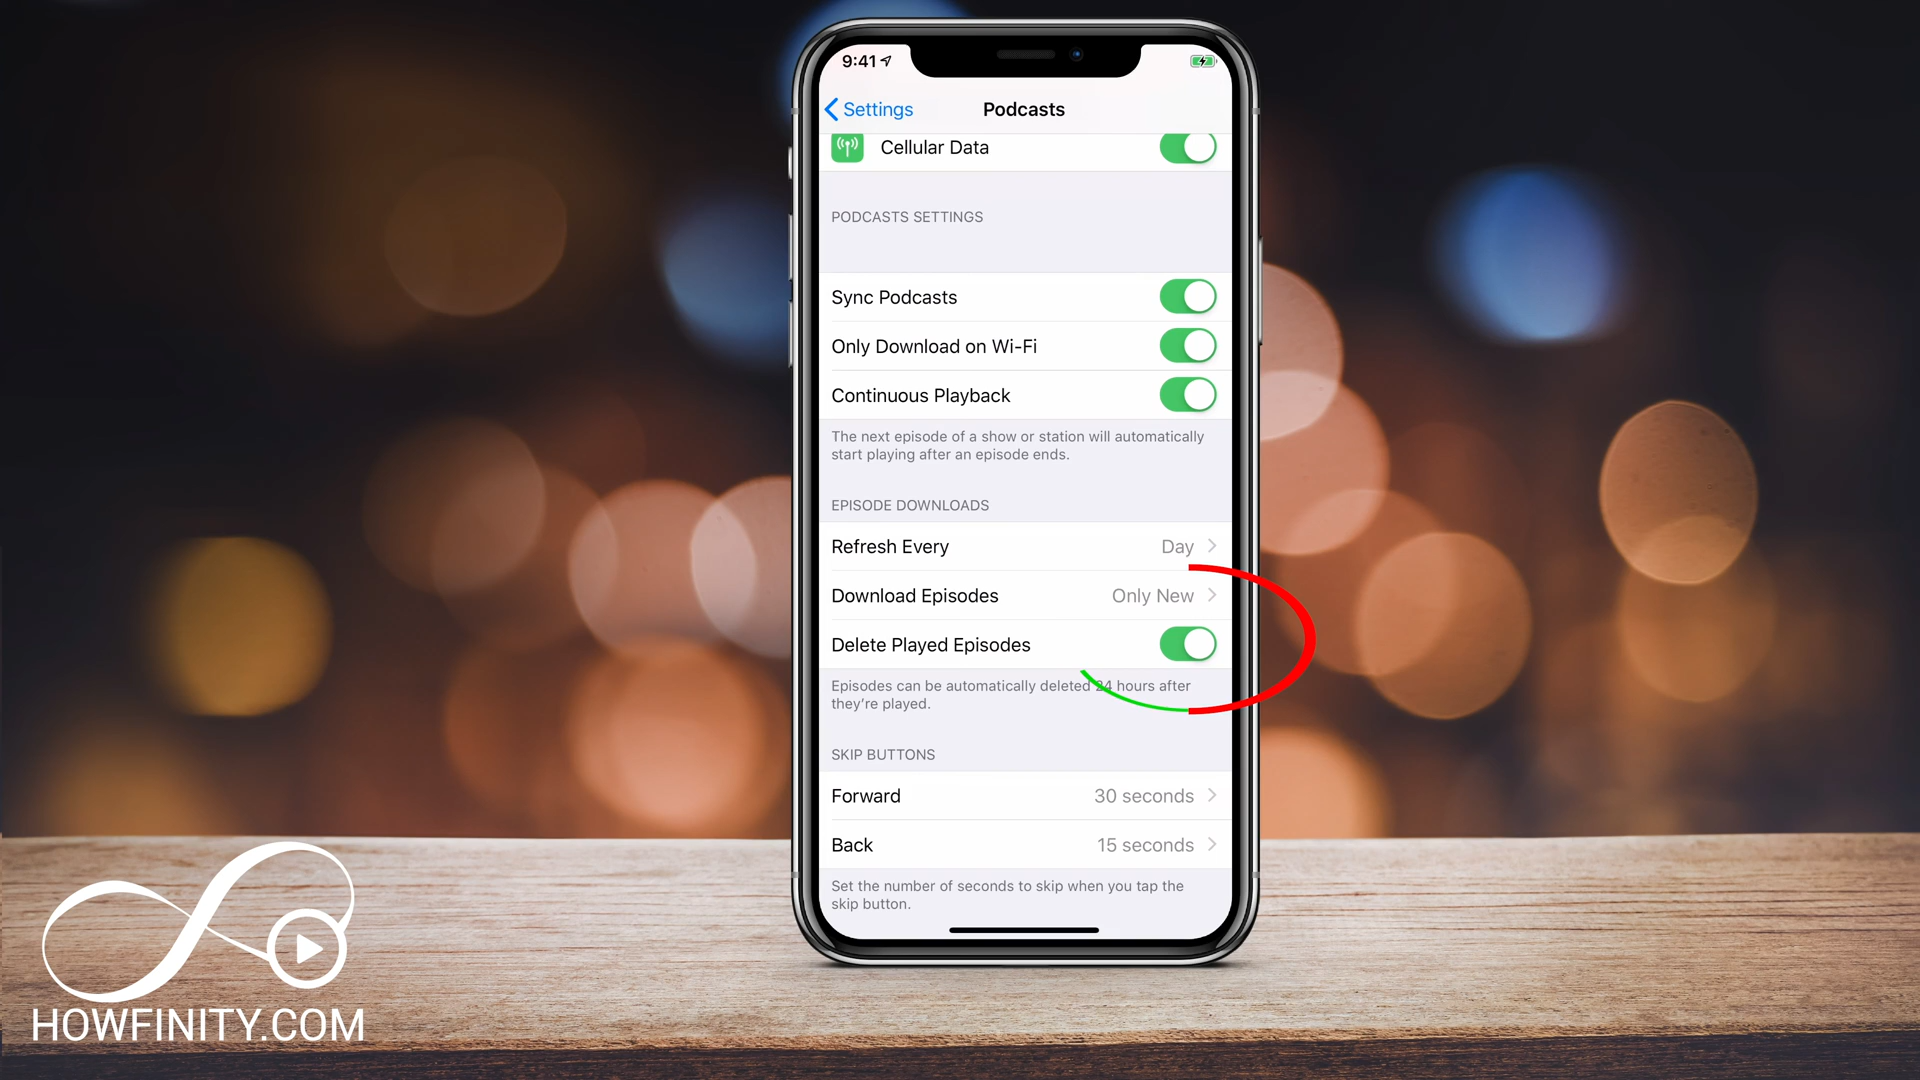 9:41
Settings
Podcasts
Cellular Data
PODCASTS SETTINGS
Sync Podcasts
Only Download on Wi-Fi
Continuous Playback
The next episode of a show or station will automatically
start playing after an episode ends.
EPISODE DOWNLOADS
Refresh Every Day
Download Episodes Only New
Delete Played Episodes
Episodes can be automatically deleted 24 hours after
they're played.
SKIP BUTTONS
Forward 30 seconds
Back 15 seconds
Set the number of seconds to skip when you tap the
skip button.
HOWFINITY.COM